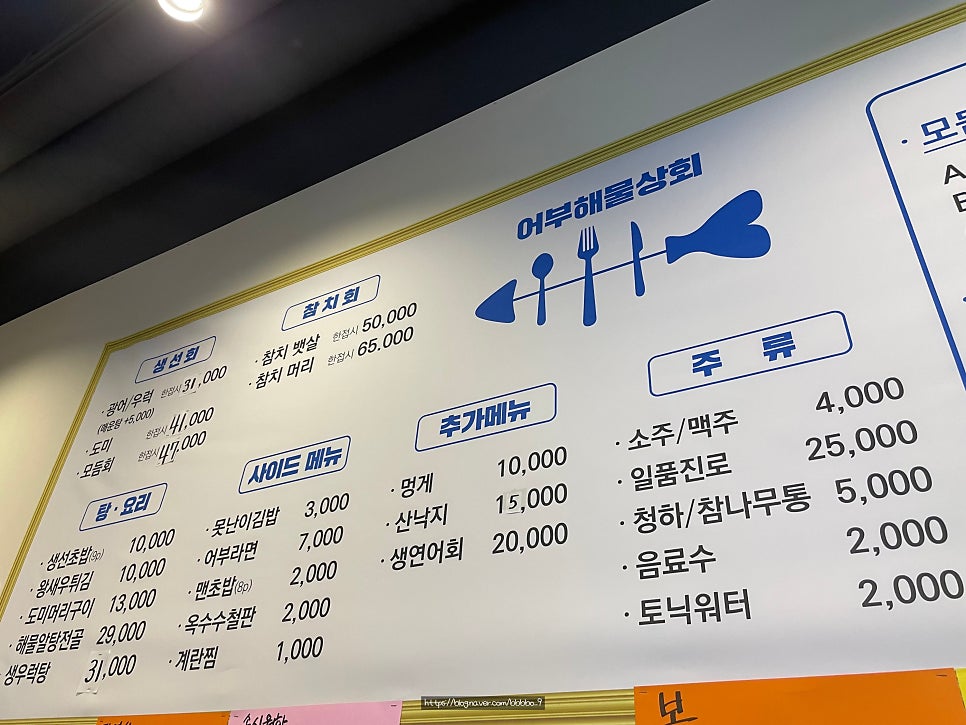 어부해물상회
생선회
· 광어/우럭 한접시 31,000
(매운탕 +5,000)
· 도미 한접시 41,000
· 모듬회 한접시 47,000
참치회
· 참치 뱃살 한접시 50,000
· 참치 머리 한접시 65.000
탕·요리
· 생선초밥(9p) 10,000
· 왕새우튀김 10,000
· 도미머리구이 13,000
· 해물알탕전골 29,000
생우럭탕 31,000
사이드 메뉴
· 못난이김밥 3,000
· 어부라면 7,000
· 맨초밥(8p) 2,000
· 옥수수철판 2,000
· 계란찜 1,000
추가메뉴
· 멍게 10,000
· 산낙지 15,000
· 생연어회 20,000
주 류
· 소주/맥주 4,000
· 일품진로 25,000
· 청하/참나무통 5,000
· 음료수 2,000
· 토닉워터 2,000
A
보